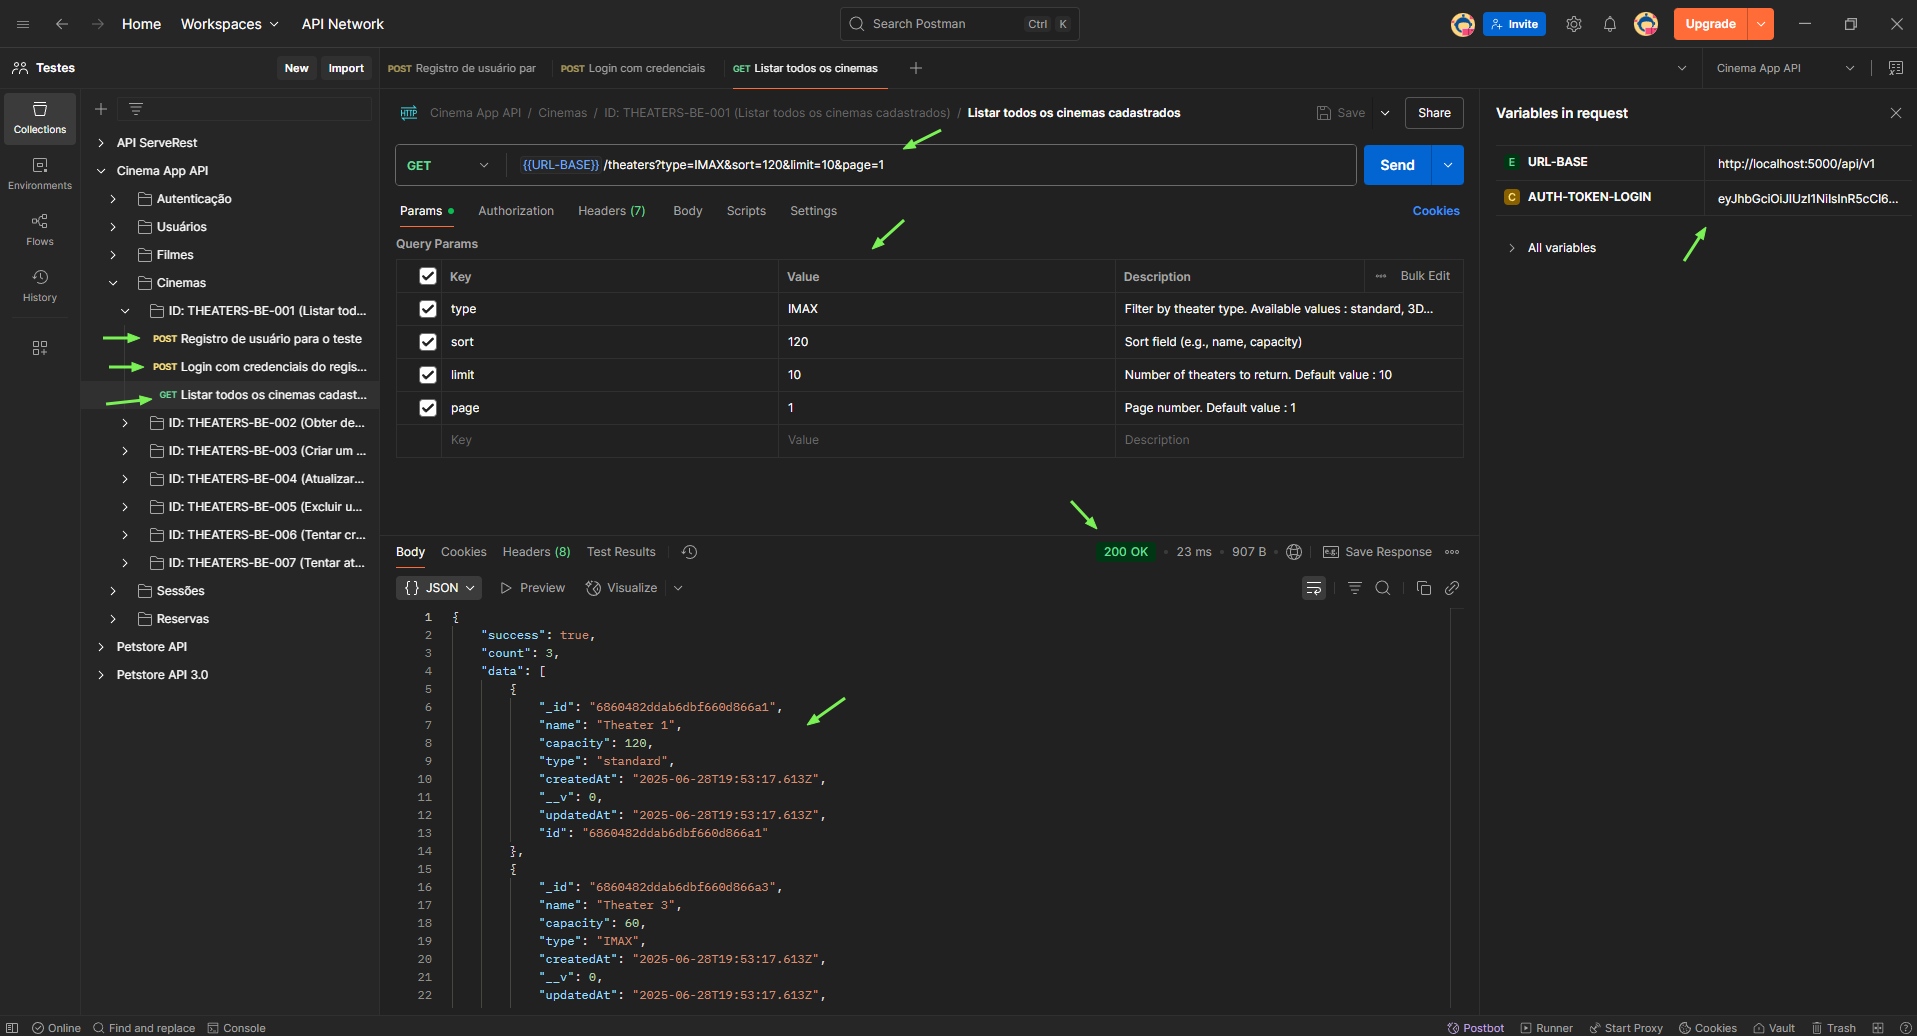 Home Workspaces API Network Search Postman Ctrl K Invite Upgrade
Testes New Import POST Registro de usuário par POST Login com credenciais GET Listar todos os cinemas Cinema App API
Collections
Environments
Flows
History
API ServeRest
Cinema App API
Autenticação
Usuários
Filmes
Cinemas
ID: THEATERS-BE-001 (Listar tod...
POST Registro de usuário para o teste
POST Login com credenciais do regis...
GET Listar todos os cinemas cadast...
ID: THEATERS-BE-002 (Obter de...
ID: THEATERS-BE-003 (Criar um ...
ID: THEATERS-BE-004 (Atualizar...
ID: THEATERS-BE-005 (Excluir u...
ID: THEATERS-BE-006 (Tentar cr...
ID: THEATERS-BE-007 (Tentar at...
Sessões
Reservas
Petstore API
Petstore API 3.0
HTTP Cinema App API / Cinemas / ID: THEATERS-BE-001 (Listar todos os cinemas cadastrados) / Listar todos os cinemas cadastrados Save Share
GET {{URL-BASE}} /theaters?type=IMAX&sort=120&limit=10&page=1 Send
Params Authorization Headers (7) Body Scripts Settings Cookies
Query Params
Key Value Description Bulk Edit
type IMAX Filter by theater type. Available values : standard, 3D...
sort 120 Sort field (e.g., name, capacity)
limit 10 Number of theaters to return. Default value : 10
page 1 Page number. Default value : 1
Key Value Description
Body Cookies Headers (8) Test Results 200 OK 23 ms 907 B e.g. Save Response
{} JSON Preview Visualize
1 {
2 "success": true,
3 "count": 3,
4 "data": [
5 {
6 "_id": "6860482ddab6dbf660d866a1",
7 "name": "Theater 1",
8 "capacity": 120,
9 "type": "standard",
10 "createdAt": "2025-06-28T19:53:17.613Z",
11 "__v": 0,
12 "updatedAt": "2025-06-28T19:53:17.613Z",
13 "id": "6860482ddab6dbf660d866a1"
14 },
15 {
16 "_id": "6860482ddab6dbf660d866a3",
17 "name": "Theater 3",
18 "capacity": 60,
19 "type": "IMAX",
20 "createdAt": "2025-06-28T19:53:17.613Z",
21 "__v": 0,
22 "updatedAt": "2025-06-28T19:53:17.613Z",
Variables in request
E URL-BASE http://localhost:5000/api/v1
C AUTH-TOKEN-LOGIN eyJhbGciOiJIUzI1NiIsInR5cCI6...
All variables
Online Find and replace Console Postbot Runner Start Proxy Cookies Vault Trash